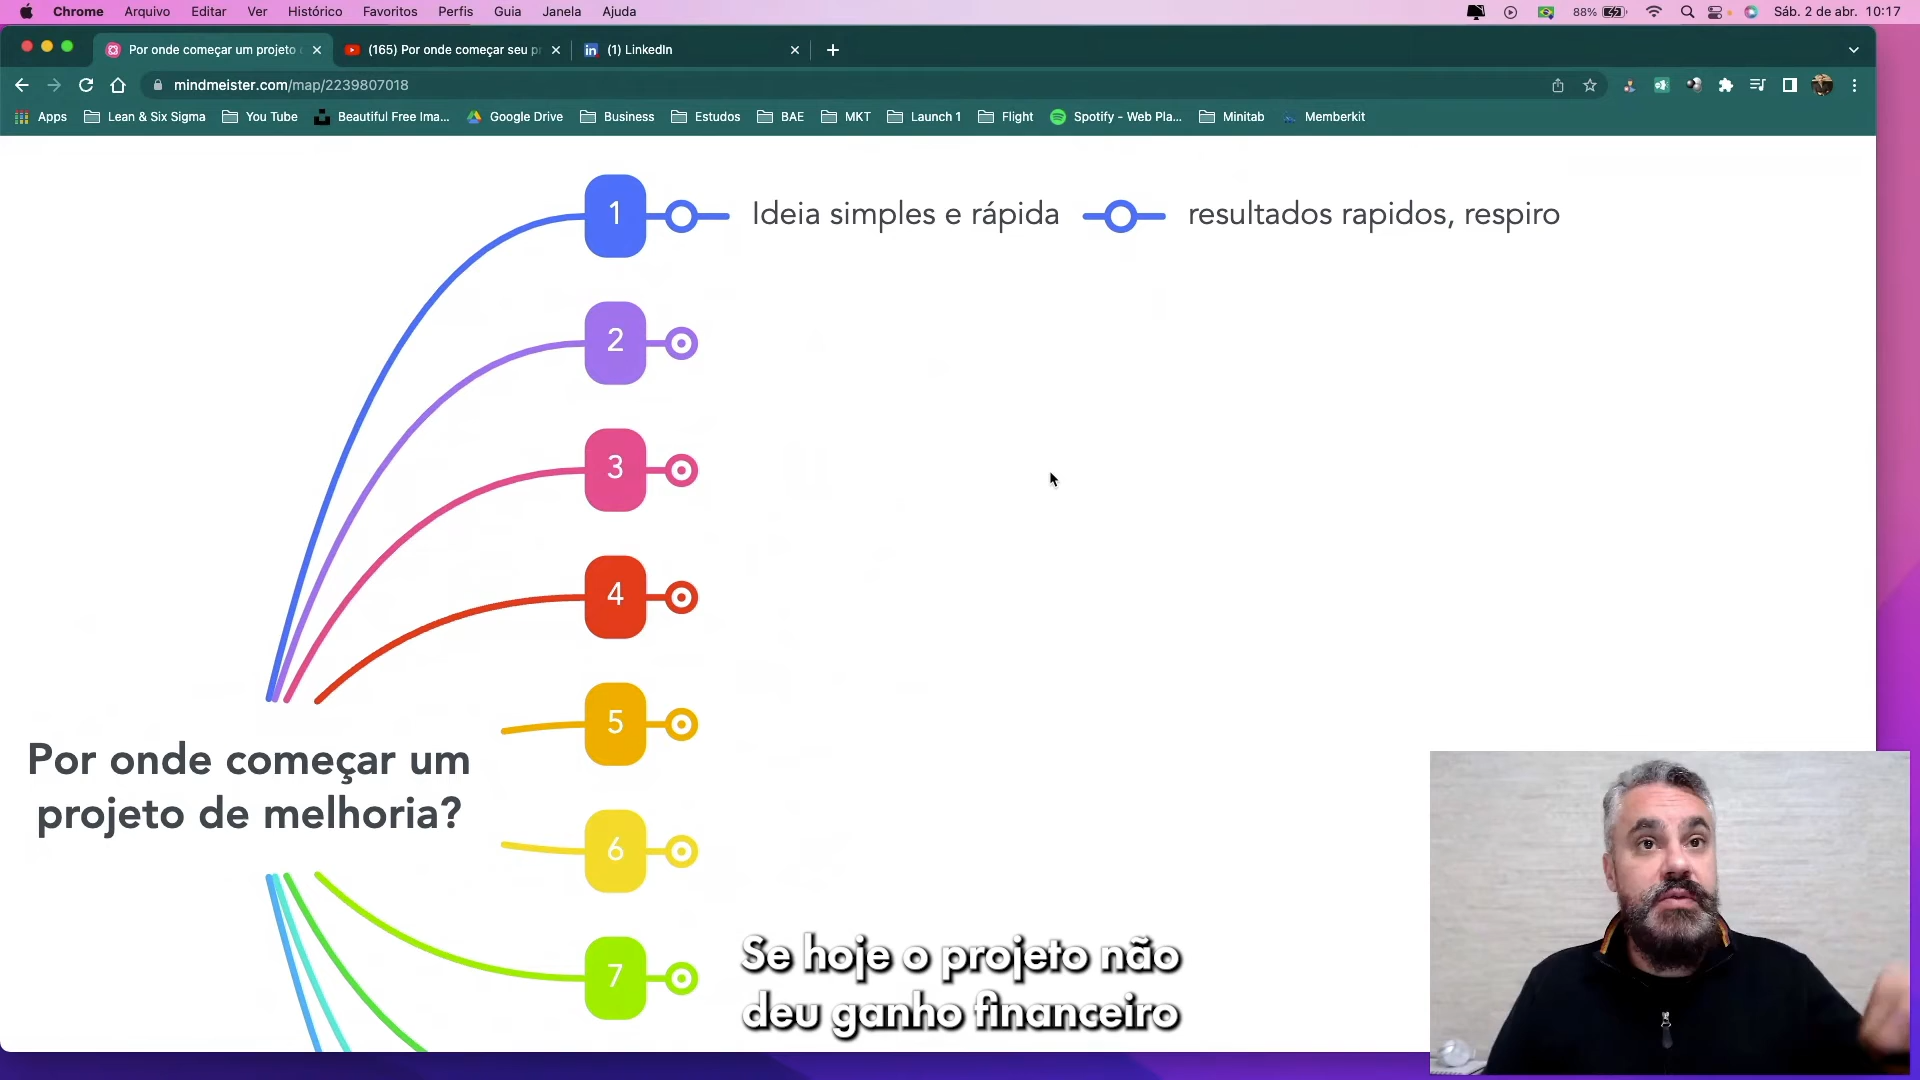 Chrome Arquivo Editar Ver Histórico Favoritos Perfis Guia Janela Ajuda 88% Sáb. 2 de abr. 10:17
Por onde começar um projeto (165) Por onde começar seu pr (1) LinkedIn
mindmeister.com/map/2239807018
Apps Lean & Six Sigma You Tube Beautiful Free Ima... Google Drive Business Estudos BAE MKT Launch 1 Flight Spotify - Web Pla... Minitab Memberkit
1 Ideia simples e rápida resultados rapidos, respiro
2
3
4
5
Por onde começar um
projeto de melhoria?
6
7
Se hoje o projeto não
deu ganho financeiro